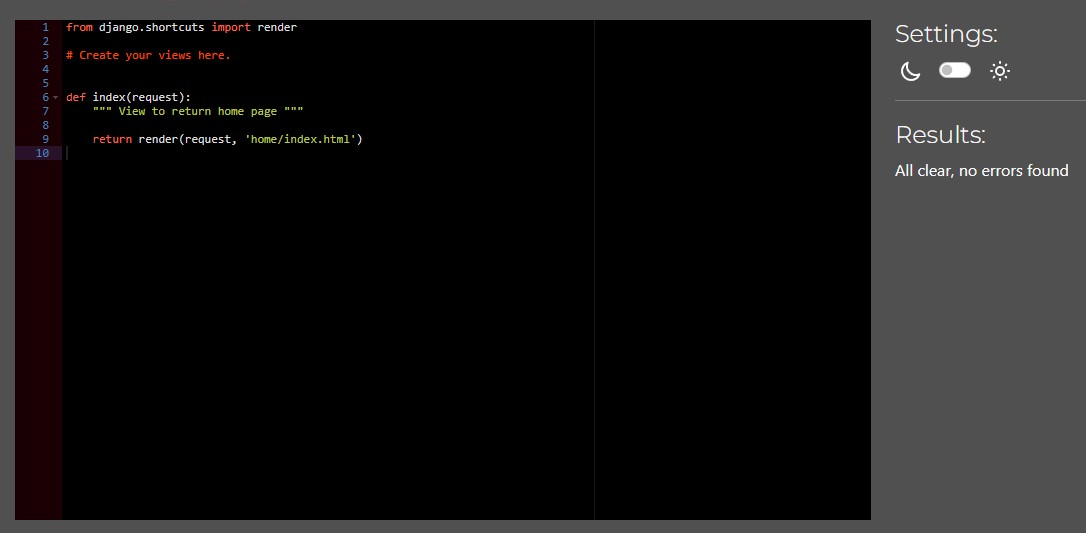 1 from django.shortcuts import render
2
3 # Create your views here.
4
5
6 def index(request):
7     """ View to return home page """
8
9     return render(request, 'home/index.html')
10
Settings:
Results:
All clear, no errors found